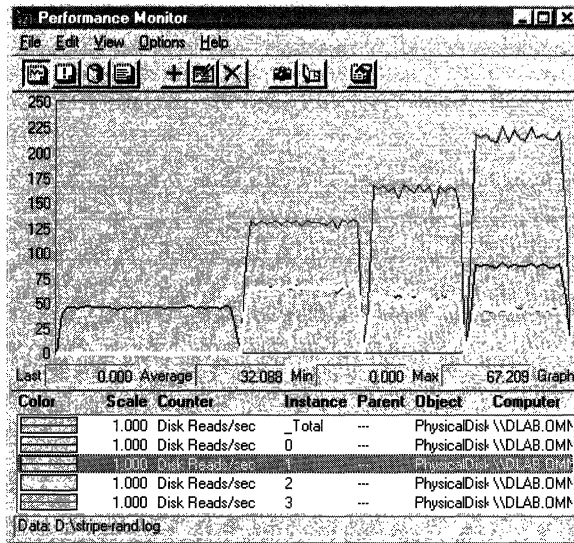 Performance Monitor
File Edit View Options Help
250
225
200
175
150
125
100
75
50
25
0
Last 0.000 Average 32.088 Min 0.000 Max 67.209 Graph
Color Scale Counter Instance Parent Object Computer
1.000 Disk Reads/sec _Total --- PhysicalDisk \\DLAB.OMN
1.000 Disk Reads/sec 0 --- PhysicalDisk \\DLAB.OMN
1.000 Disk Reads/sec 1 --- PhysicalDisk \\DLAB.OMN
1.000 Disk Reads/sec 2 --- PhysicalDisk \\DLAB.OMN
1.000 Disk Reads/sec 3 --- PhysicalDisk \\DLAB.OMN
Data: D:\stripe-rand.log